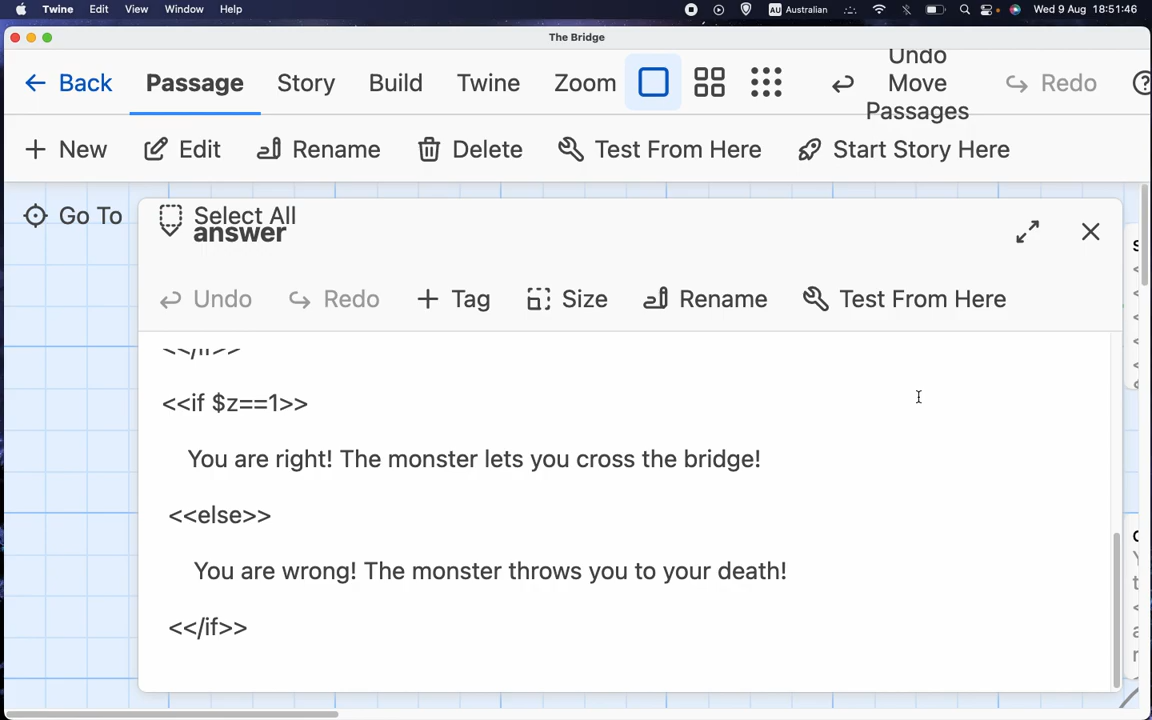 Twine Edit View Window Help AU Australian Wed 9 Aug 18:51:46
The Bridge
Back Passage Story Build Twine Zoom Undo Move Passages Redo
New Edit Rename Delete Test From Here Start Story Here
Go To Select All
answer
Undo Redo Tag Size Rename Test From Here
<</if>>
<<if $z==1>>
You are right! The monster lets you cross the bridge!
<<else>>
You are wrong! The monster throws you to your death!
<</if>>